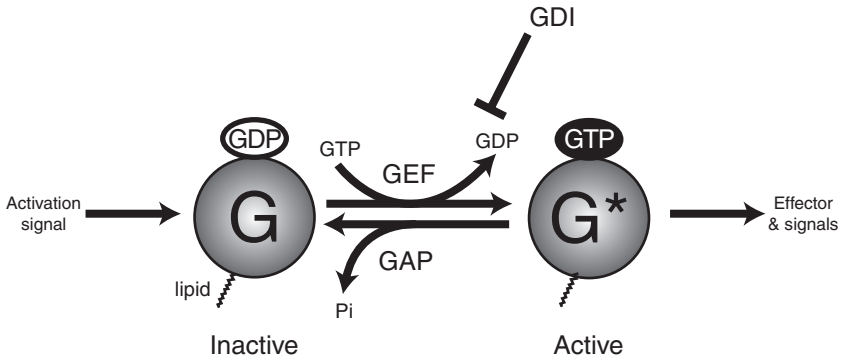 GDI
GDP
GTP
GDP
GTP
GEF
Activation
signal
G
G*
Effector
& signals
GAP
lipid
Pi
Inactive
Active